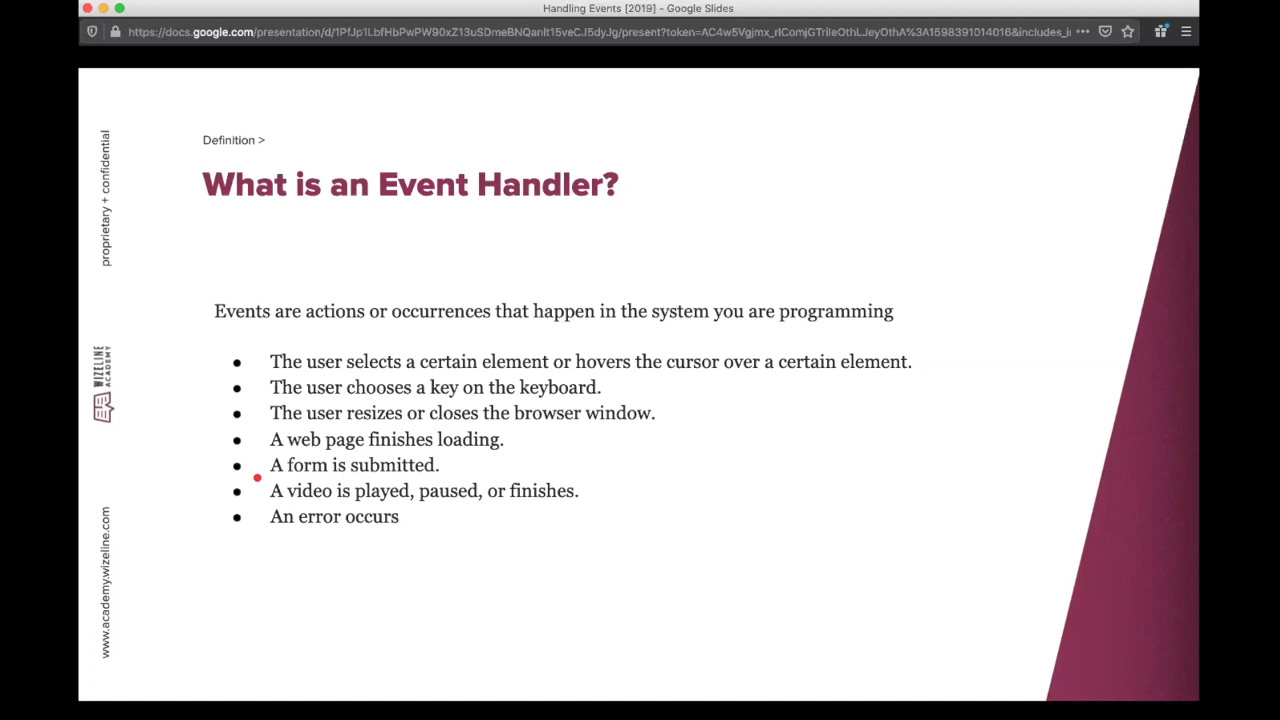 Handling Events [2019] - Google Slides
Definition >
What is an Event Handler?
Events are actions or occurrences that happen in the system you are programming
● The user selects a certain element or hovers the cursor over a certain element.
● The user chooses a key on the keyboard.
● The user resizes or closes the browser window.
● A web page finishes loading.
● A form is submitted.
● A video is played, paused, or finishes.
● An error occurs
proprietary + confidential
WIZELINE
ACADEMY
www.academy.wizeline.com